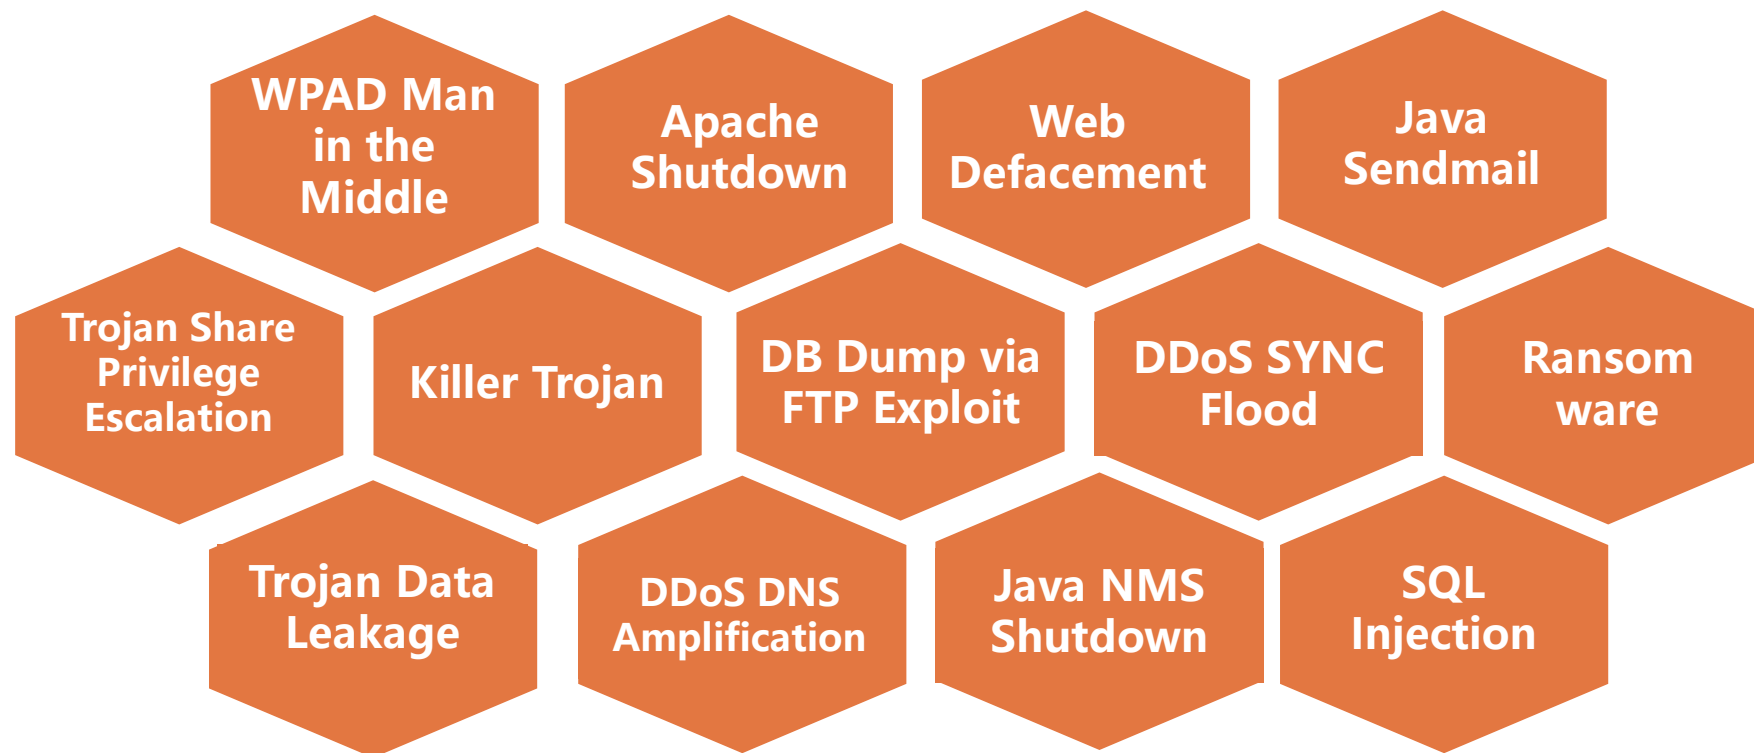 WPAD Man
in the
Middle
Apache
Shutdown
Web
Defacement
Java
Sendmail
Trojan Share
Privilege
Escalation
Killer Trojan
DB Dump via
FTP Exploit
DDoS SYNC
Flood
Ransom
ware
Trojan Data
Leakage
DDoS DNS
Amplification
Java NMS
Shutdown
SQL
Injection